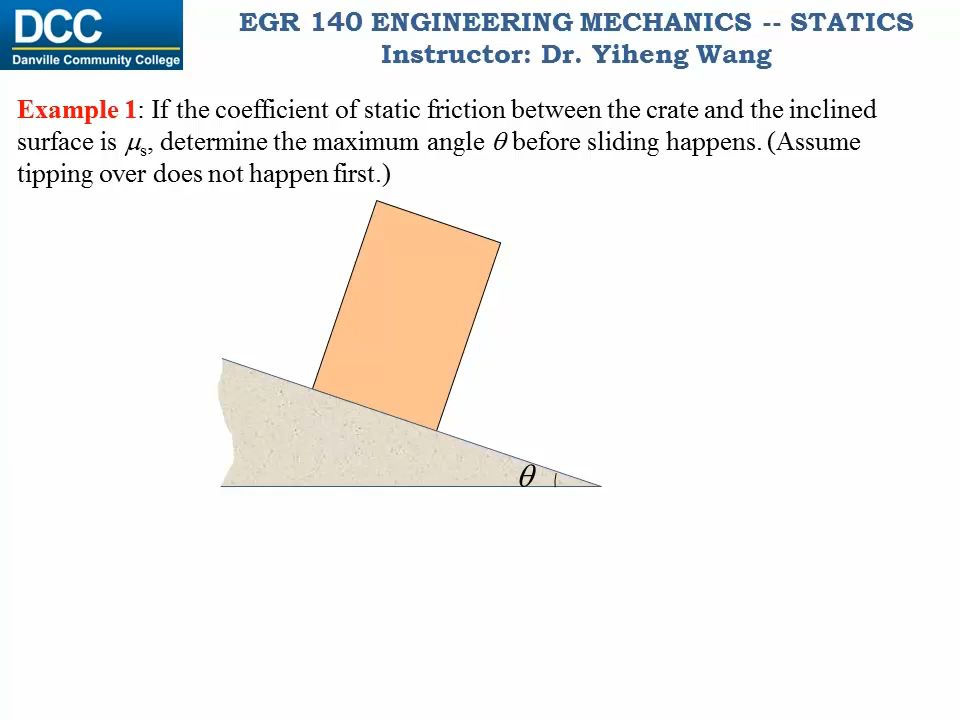 DCC
Danville Community College
EGR 140 ENGINEERING MECHANICS -- STATICS
Instructor: Dr. Yiheng Wang
Example 1: If the coefficient of static friction between the crate and the inclined
surface is μs, determine the maximum angle θ before sliding happens. (Assume
tipping over does not happen first.)
θ